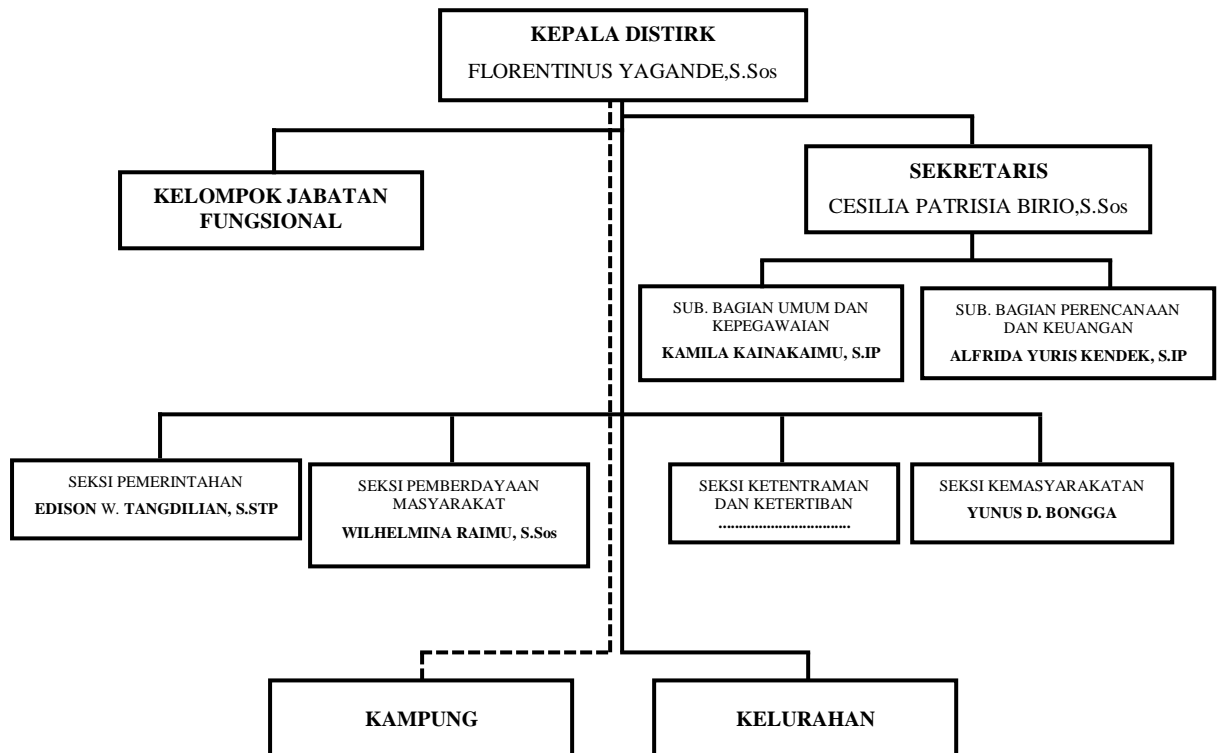 KEPALA DISTIRK
FLORENTINUS YAGANDE,S.Sos
KELOMPOK JABATAN
FUNGSIONAL
SEKRETARIS
CESILIA PATRISIA BIRIO,S.Sos
SUB. BAGIAN UMUM DAN
KEPEGAWAIAN
KAMILA KAINAKAIMU, S.IP
SUB. BAGIAN PERENCANAAN
DAN KEUANGAN
ALFRIDA YURIS KENDEK, S.IP
SEKSI PEMERINTAHAN
EDISON W. TANGDILIAN, S.STP
SEKSI PEMBERDAYAAN
MASYARAKAT
WILHELMINA RAIMU, S.Sos
SEKSI KETENTRAMAN
DAN KETERTIBAN
..................................
SEKSI KEMASYARAKATAN
YUNUS D. BONGGA
KAMPUNG
KELURAHAN